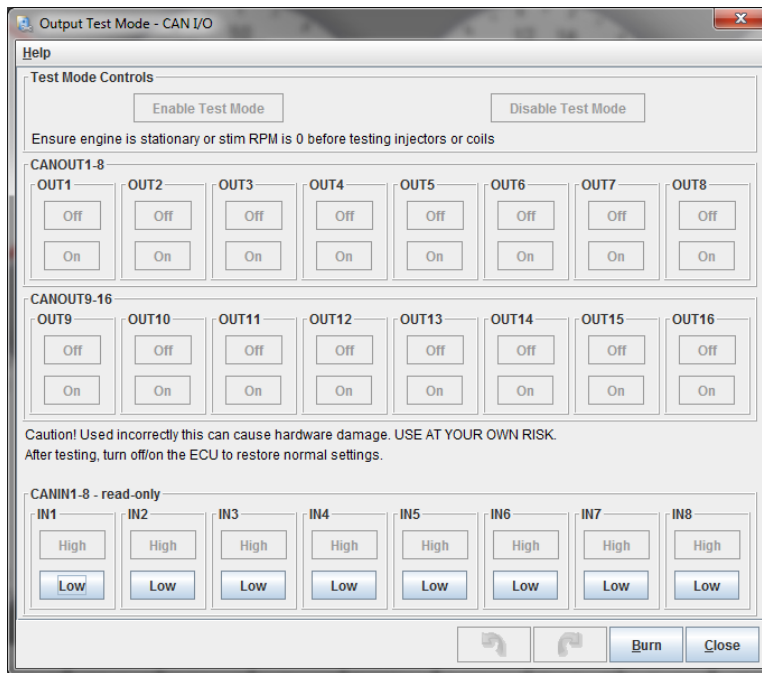 Output Test Mode - CAN I/O
Help
Test Mode Controls
Enable Test Mode Disable Test Mode
Ensure engine is stationary or stim RPM is 0 before testing injectors or coils
CANOUT1-8
OUT1 OUT2 OUT3 OUT4 OUT5 OUT6 OUT7 OUT8
Off Off Off Off Off Off Off Off
On On On On On On On On
CANOUT9-16
OUT9 OUT10 OUT11 OUT12 OUT13 OUT14 OUT15 OUT16
Off Off Off Off Off Off Off Off
On On On On On On On On
Caution! Used incorrectly this can cause hardware damage. USE AT YOUR OWN RISK.
After testing, turn off/on the ECU to restore normal settings.
CANIN1-8 - read-only
IN1 IN2 IN3 IN4 IN5 IN6 IN7 IN8
High High High High High High High High
Low Low Low Low Low Low Low Low
Burn Close